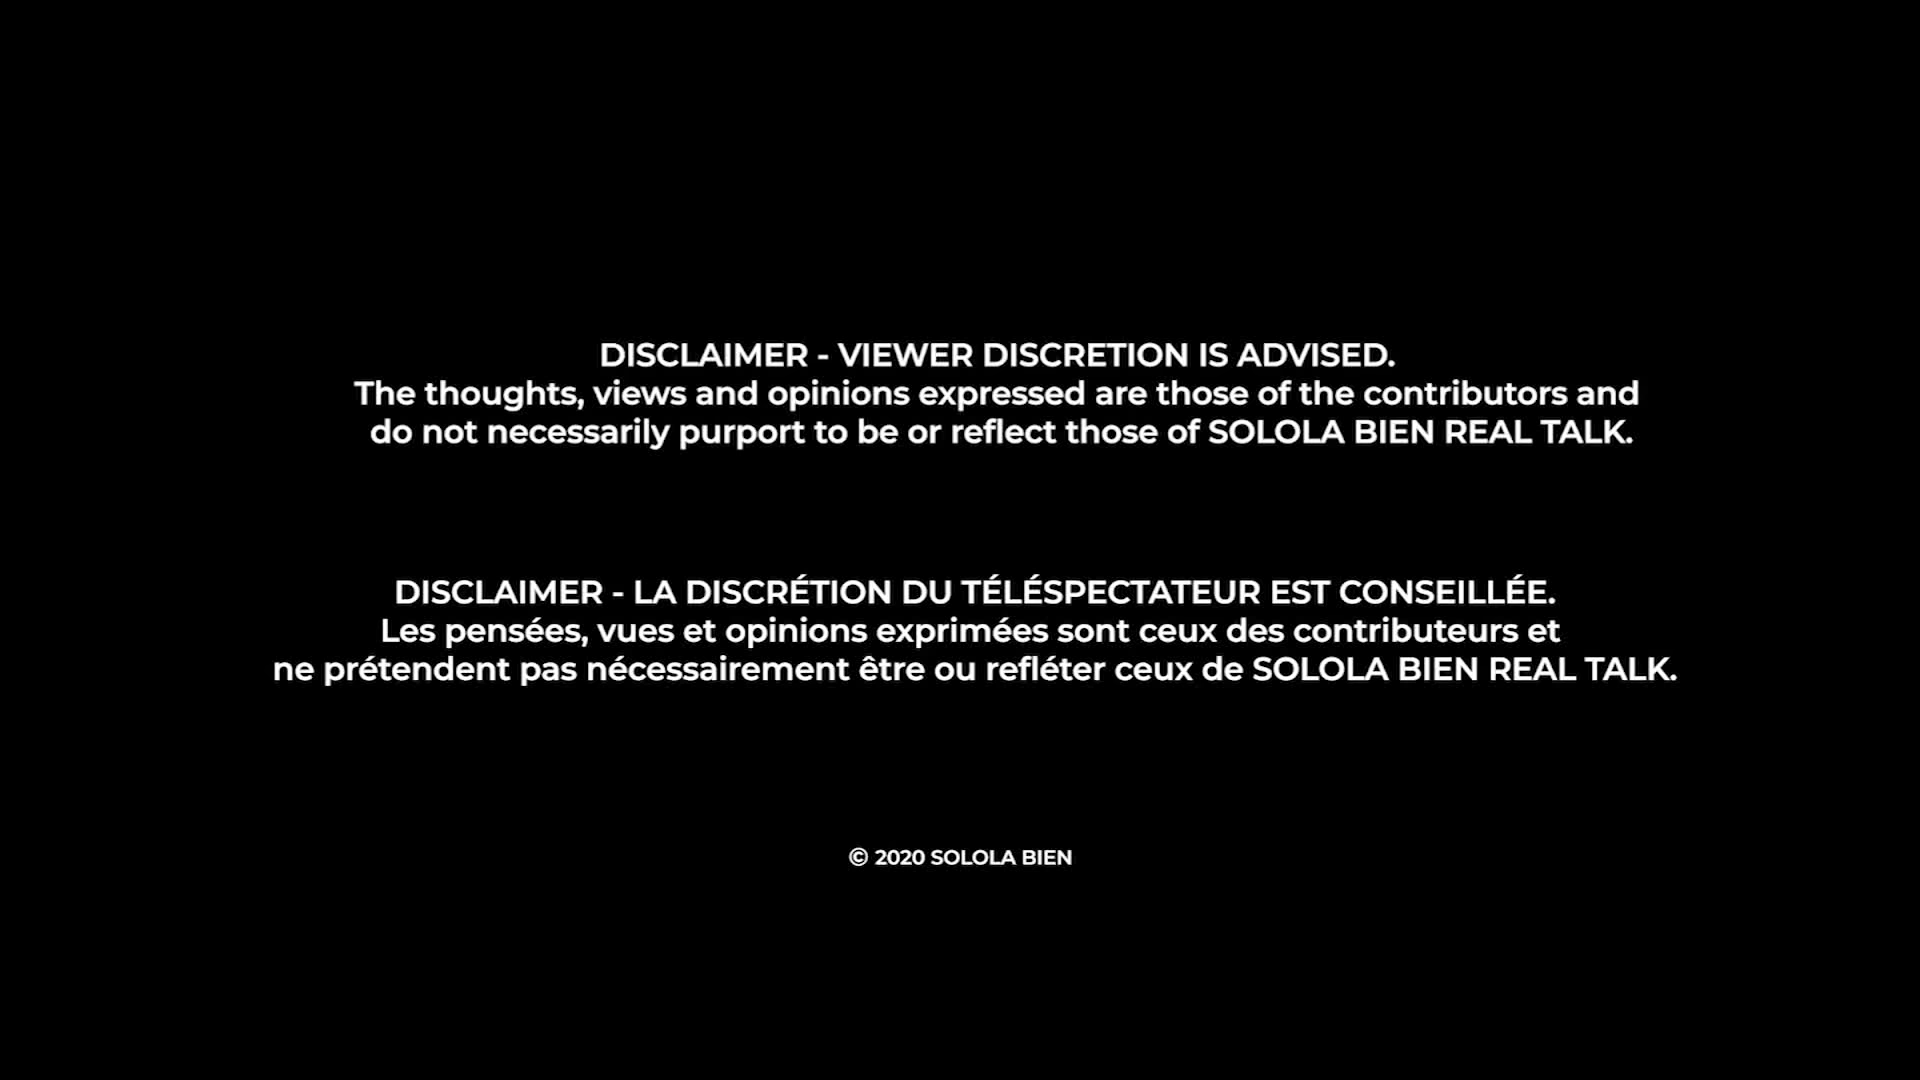 DISCLAIMER - VIEWER DISCRETION IS ADVISED.
The thoughts, views and opinions expressed are those of the contributors and
do not necessarily purport to be or reflect those of SOLOLA BIEN REAL TALK.
DISCLAIMER - LA DISCRÉTION DU TÉLÉSPECTATEUR EST CONSEILLÉE.
Les pensées, vues et opinions exprimées sont ceux des contributeurs et
ne prétendent pas nécessairement être ou refléter ceux de SOLOLA BIEN REAL TALK.
© 2020 SOLOLA BIEN